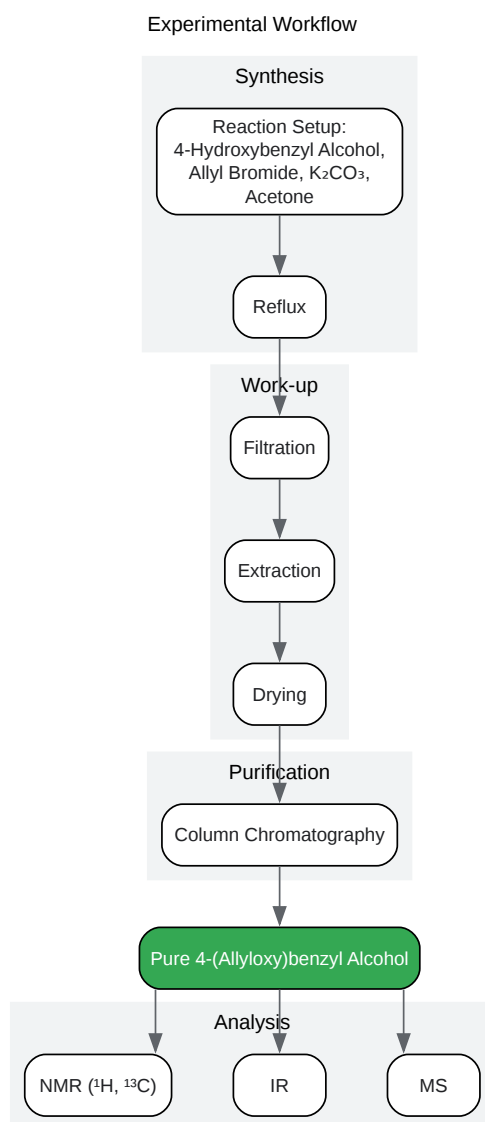 Experimental Workflow
Synthesis
Reaction Setup:
4-Hydroxybenzyl Alcohol,
Allyl Bromide, K₂CO₃,
Acetone
Reflux
Work-up
Filtration
Extraction
Drying
Purification
Column Chromatography
Pure 4-(Allyloxy)benzyl Alcohol
Analysis
NMR (¹H, ¹³C)
IR
MS